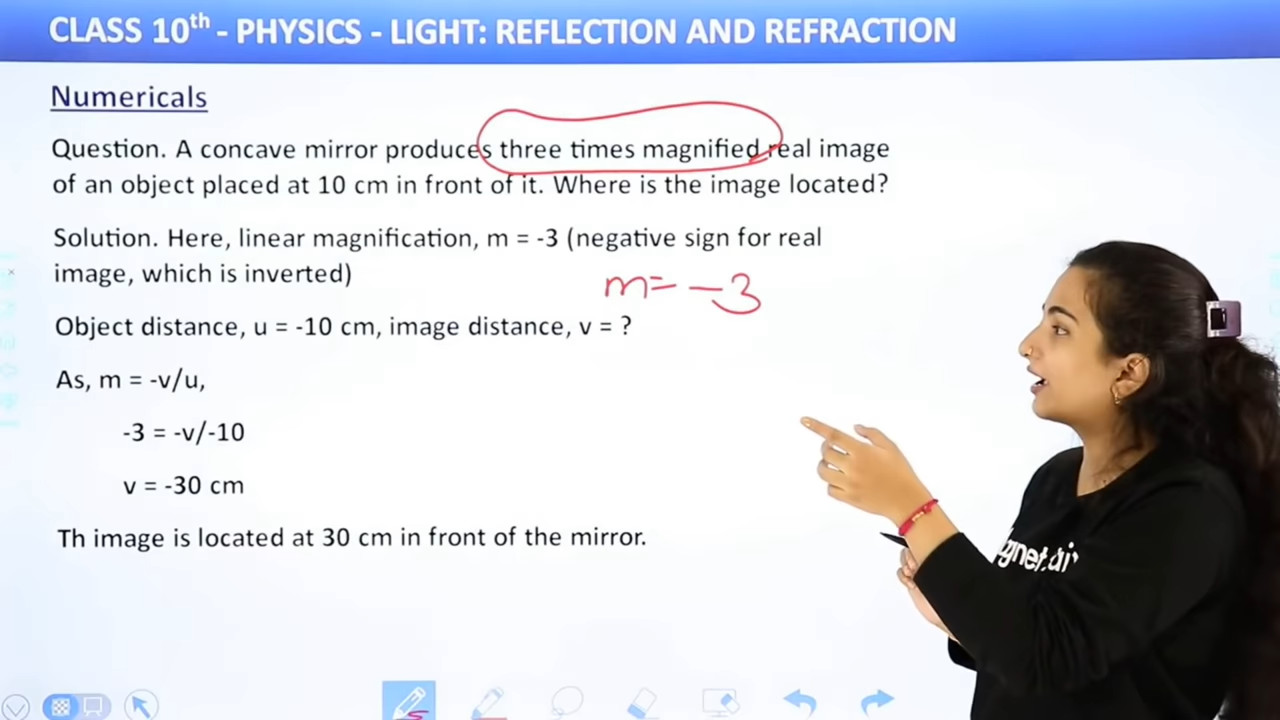 CLASS 10th - PHYSICS - LIGHT: REFLECTION AND REFRACTION
Numericals
Question. A concave mirror produces three times magnified real image
of an object placed at 10 cm in front of it. Where is the image located?
Solution. Here, linear magnification, m = -3 (negative sign for real
image, which is inverted)
m= -3
Object distance, u = -10 cm, image distance, v = ?
As, m = -v/u,
-3 = -v/-10
v = -30 cm
Th image is located at 30 cm in front of the mirror.